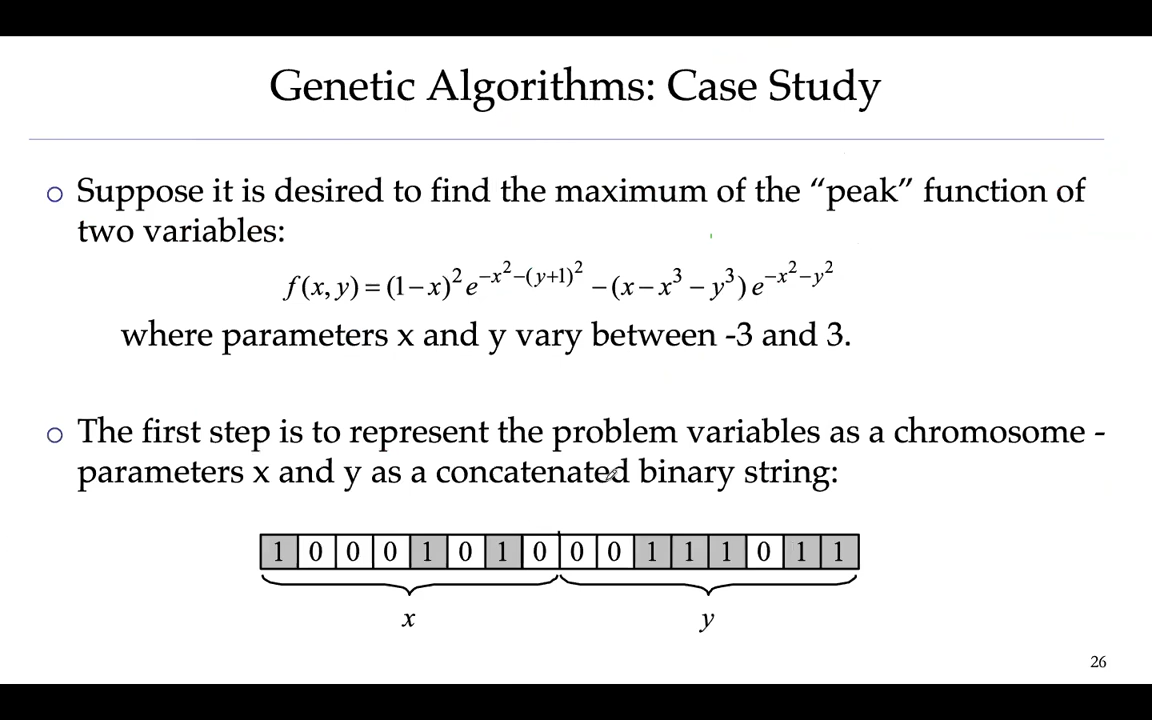 Genetic Algorithms: Case Study
○ Suppose it is desired to find the maximum of the “peak” function of
two variables:
f(x, y) = (1−x)² e^{−x²−(y+1)²} − (x − x³ − y³) e^{−x²−y²}
where parameters x and y vary between -3 and 3.
○ The first step is to represent the problem variables as a chromosome -
parameters x and y as a concatenated binary string:
1 0 0 0 1 0 1 0 0 0 1 1 1 0 1 1
x y
26